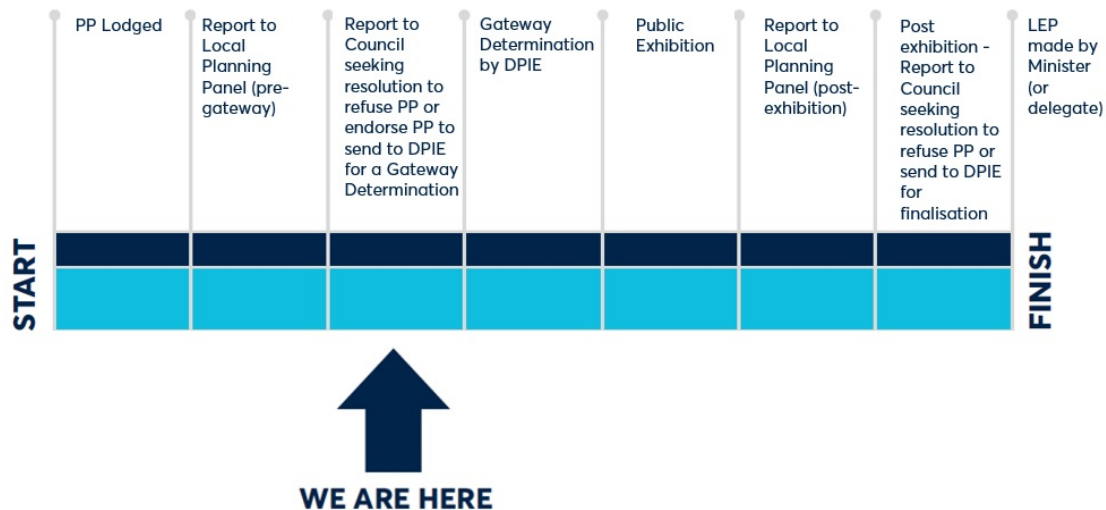 PP Lodged
Report to
Local
Planning
Panel (pre-
gateway)
Report to
Council
seeking
resolution to
refuse PP or
endorse PP to
send to DPIE
for a Gateway
Determination
Gateway
Determination
by DPIE
Public
Exhibition
Report to
Local
Planning
Panel (post-
exhibition)
Post
exhibition -
Report to
Council
seeking
resolution to
refuse PP or
send to DPIE
for
finalisation
LEP
made by
Minister
(or
delegate)
START
FINISH
WE ARE HERE